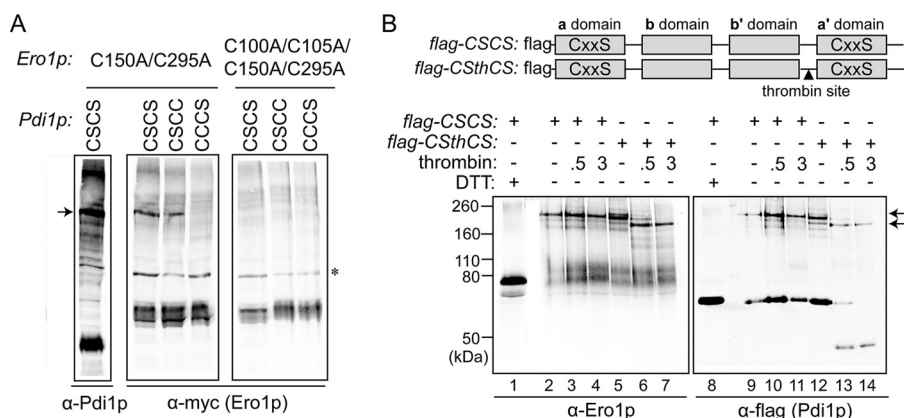 A
Ero1p: C150A/C295A C100A/C105A/
C150A/C295A
Pdi1p: CSCS CSCS CSCC CCCS CSCS CSCC CCCS
*
α-Pdi1p α-myc (Ero1p)
B
a domain b domain b' domain a' domain
flag-CSCS: flag CxxS CxxS
flag-CSthCS: flag CxxS CxxS
thrombin site
flag-CSCS: + + + + - - - + + + + - - -
flag-CSthCS: - - - - + + + - - - - + + +
thrombin: - - .5 3 - .5 3 - - .5 3 - .5 3
DTT: + - - - - - - + - - - - - -
260
160
110
80
50
(kDa)
1 2 3 4 5 6 7 8 9 10 11 12 13 14
α-Ero1p α-flag (Pdi1p)